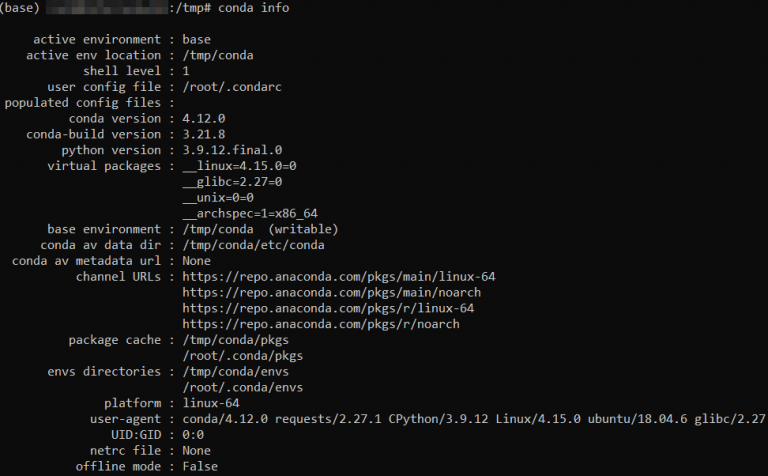 (base) :/tmp# conda info
active environment : base
active env location : /tmp/conda
shell level : 1
user config file : /root/.condarc
populated config files :
conda version : 4.12.0
conda-build version : 3.21.8
python version : 3.9.12.final.0
virtual packages : __linux=4.15.0=0
__glibc=2.27=0
__unix=0=0
__archspec=1=x86_64
base environment : /tmp/conda  (writable)
conda av data dir : /tmp/conda/etc/conda
conda av metadata url : None
channel URLs : https://repo.anaconda.com/pkgs/main/linux-64
https://repo.anaconda.com/pkgs/main/noarch
https://repo.anaconda.com/pkgs/r/linux-64
https://repo.anaconda.com/pkgs/r/noarch
package cache : /tmp/conda/pkgs
/root/.conda/pkgs
envs directories : /tmp/conda/envs
/root/.conda/envs
platform : linux-64
user-agent : conda/4.12.0 requests/2.27.1 CPython/3.9.12 Linux/4.15.0 ubuntu/18.04.6 glibc/2.27
UID:GID : 0:0
netrc file : None
offline mode : False